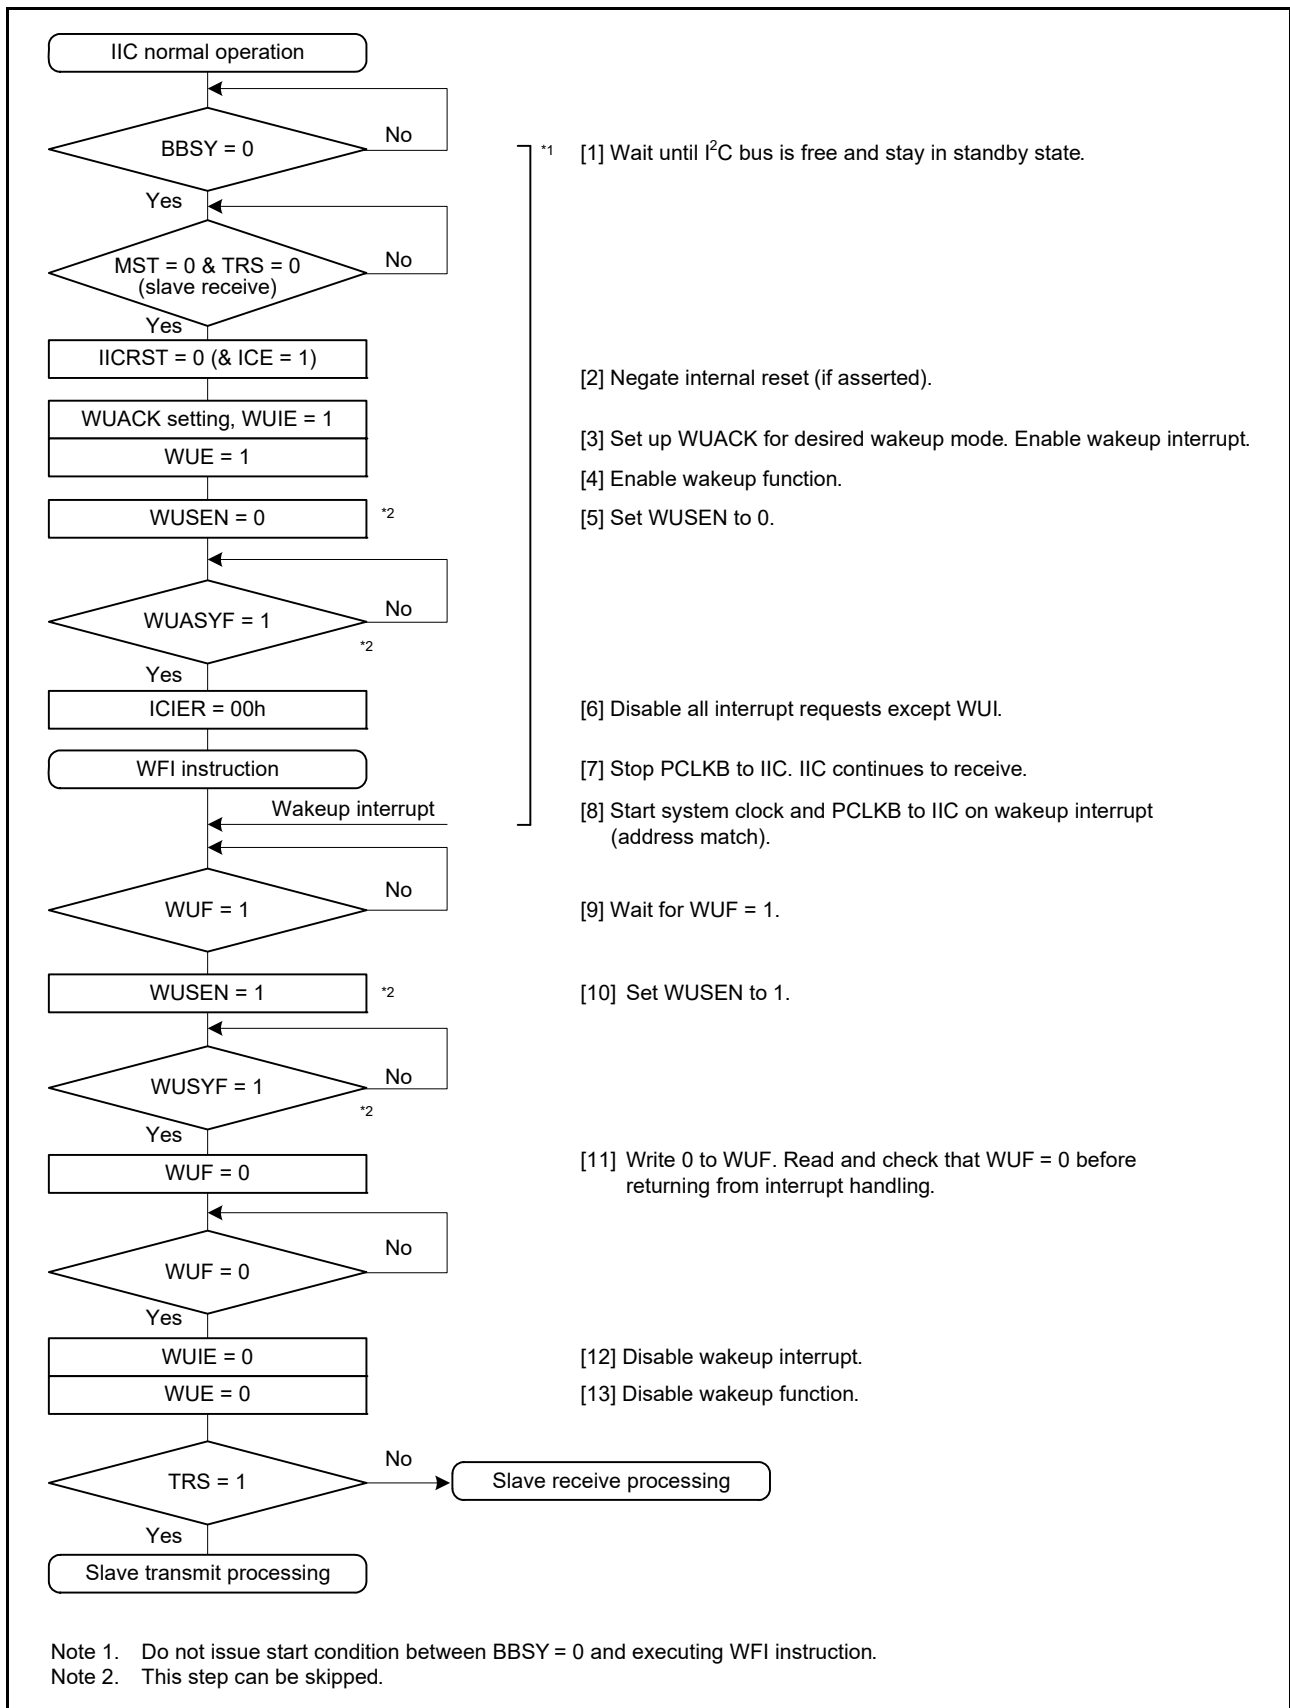 IIC normal operation
BBSY = 0
No
*1
[1] Wait until I²C bus is free and stay in standby state.
Yes
MST = 0 & TRS = 0
(slave receive)
No
Yes
IICRST = 0 (& ICE = 1)
[2] Negate internal reset (if asserted).
WUACK setting, WUIE = 1
[3] Set up WUACK for desired wakeup mode. Enable wakeup interrupt.
WUE = 1
[4] Enable wakeup function.
WUSEN = 0
*2
[5] Set WUSEN to 0.
WUASYF = 1
No
*2
Yes
ICIER = 00h
[6] Disable all interrupt requests except WUI.
WFI instruction
[7] Stop PCLKB to IIC. IIC continues to receive.
Wakeup interrupt
[8] Start system clock and PCLKB to IIC on wakeup interrupt
(address match).
WUF = 1
No
[9] Wait for WUF = 1.
WUSEN = 1
*2
[10] Set WUSEN to 1.
WUSYF = 1
No
*2
Yes
WUF = 0
[11] Write 0 to WUF. Read and check that WUF = 0 before
returning from interrupt handling.
WUF = 0
No
Yes
WUIE = 0
[12] Disable wakeup interrupt.
WUE = 0
[13] Disable wakeup function.
TRS = 1
No
Slave receive processing
Yes
Slave transmit processing
Note 1. Do not issue start condition between BBSY = 0 and executing WFI instruction.
Note 2. This step can be skipped.